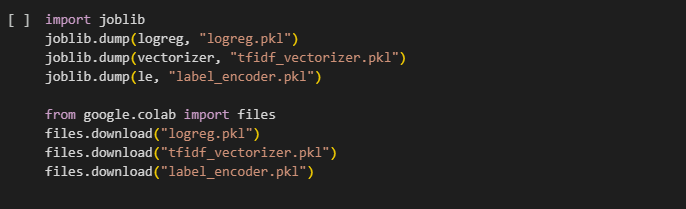 [ ] import joblib
joblib.dump(logreg, "logreg.pkl")
joblib.dump(vectorizer, "tfidf_vectorizer.pkl")
joblib.dump(le, "label_encoder.pkl")
from google.colab import files
files.download("logreg.pkl")
files.download("tfidf_vectorizer.pkl")
files.download("label_encoder.pkl")